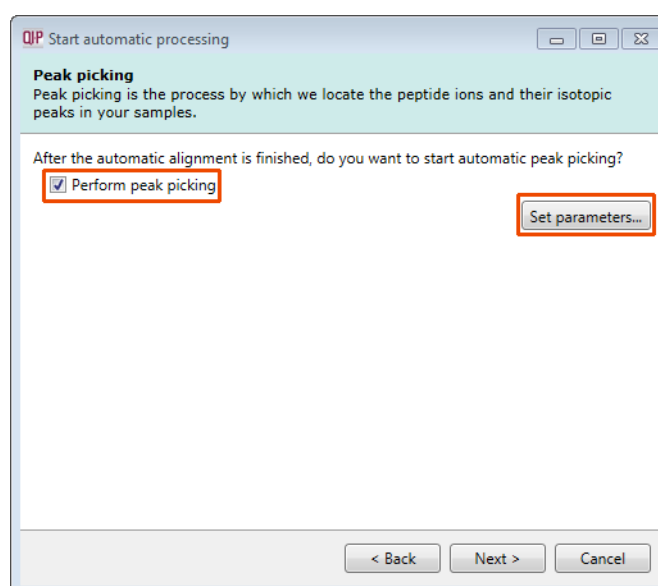 QIP Start automatic processing
Peak picking
Peak picking is the process by which we locate the peptide ions and their isotopic
peaks in your samples.
After the automatic alignment is finished, do you want to start automatic peak picking?
Perform peak picking
Set parameters...
< Back Next > Cancel